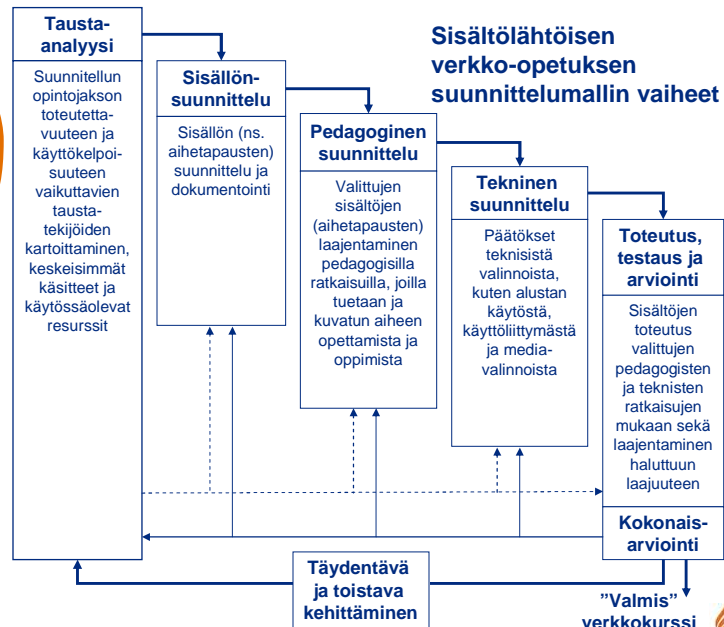 Sisältölähtöisen
verkko-opetuksen
suunnittelumallin vaiheet
Tausta-
analyysi
Suunnitellun
opintojakson
toteutetta-
vuuteen ja
käyttökelpoi-
suuteen
vaikuttavien
tausta-
tekijöiden
kartoittaminen,
keskeisimmät
käsitteet ja
käytössäolevat
resurssit
Sisällön-
suunnittelu
Sisällön (ns.
aihetapausten)
suunnittelu ja
dokumentointi
Pedagoginen
suunnittelu
Valittujen
sisältöjen
(aihetapausten)
laajentaminen
pedagogisilla
ratkaisuilla, joilla
tuetaan ja
kuvatun aiheen
opettamista ja
oppimista
Tekninen
suunnittelu
Päätökset
teknisistä
valinnoista,
kuten alustan
käytöstä,
käyttöliittymästä
ja media-
valinnoista
Toteutus,
testaus ja
arviointi
Sisältöjen
toteutus
valittujen
pedagogisten
ja teknisten
ratkaisujen
mukaan sekä
laajentaminen
haluttuun
laajuuteen
Kokonais-
arviointi
Täydentävä
ja toistava
kehittäminen
”Valmis”
verkkokurssi